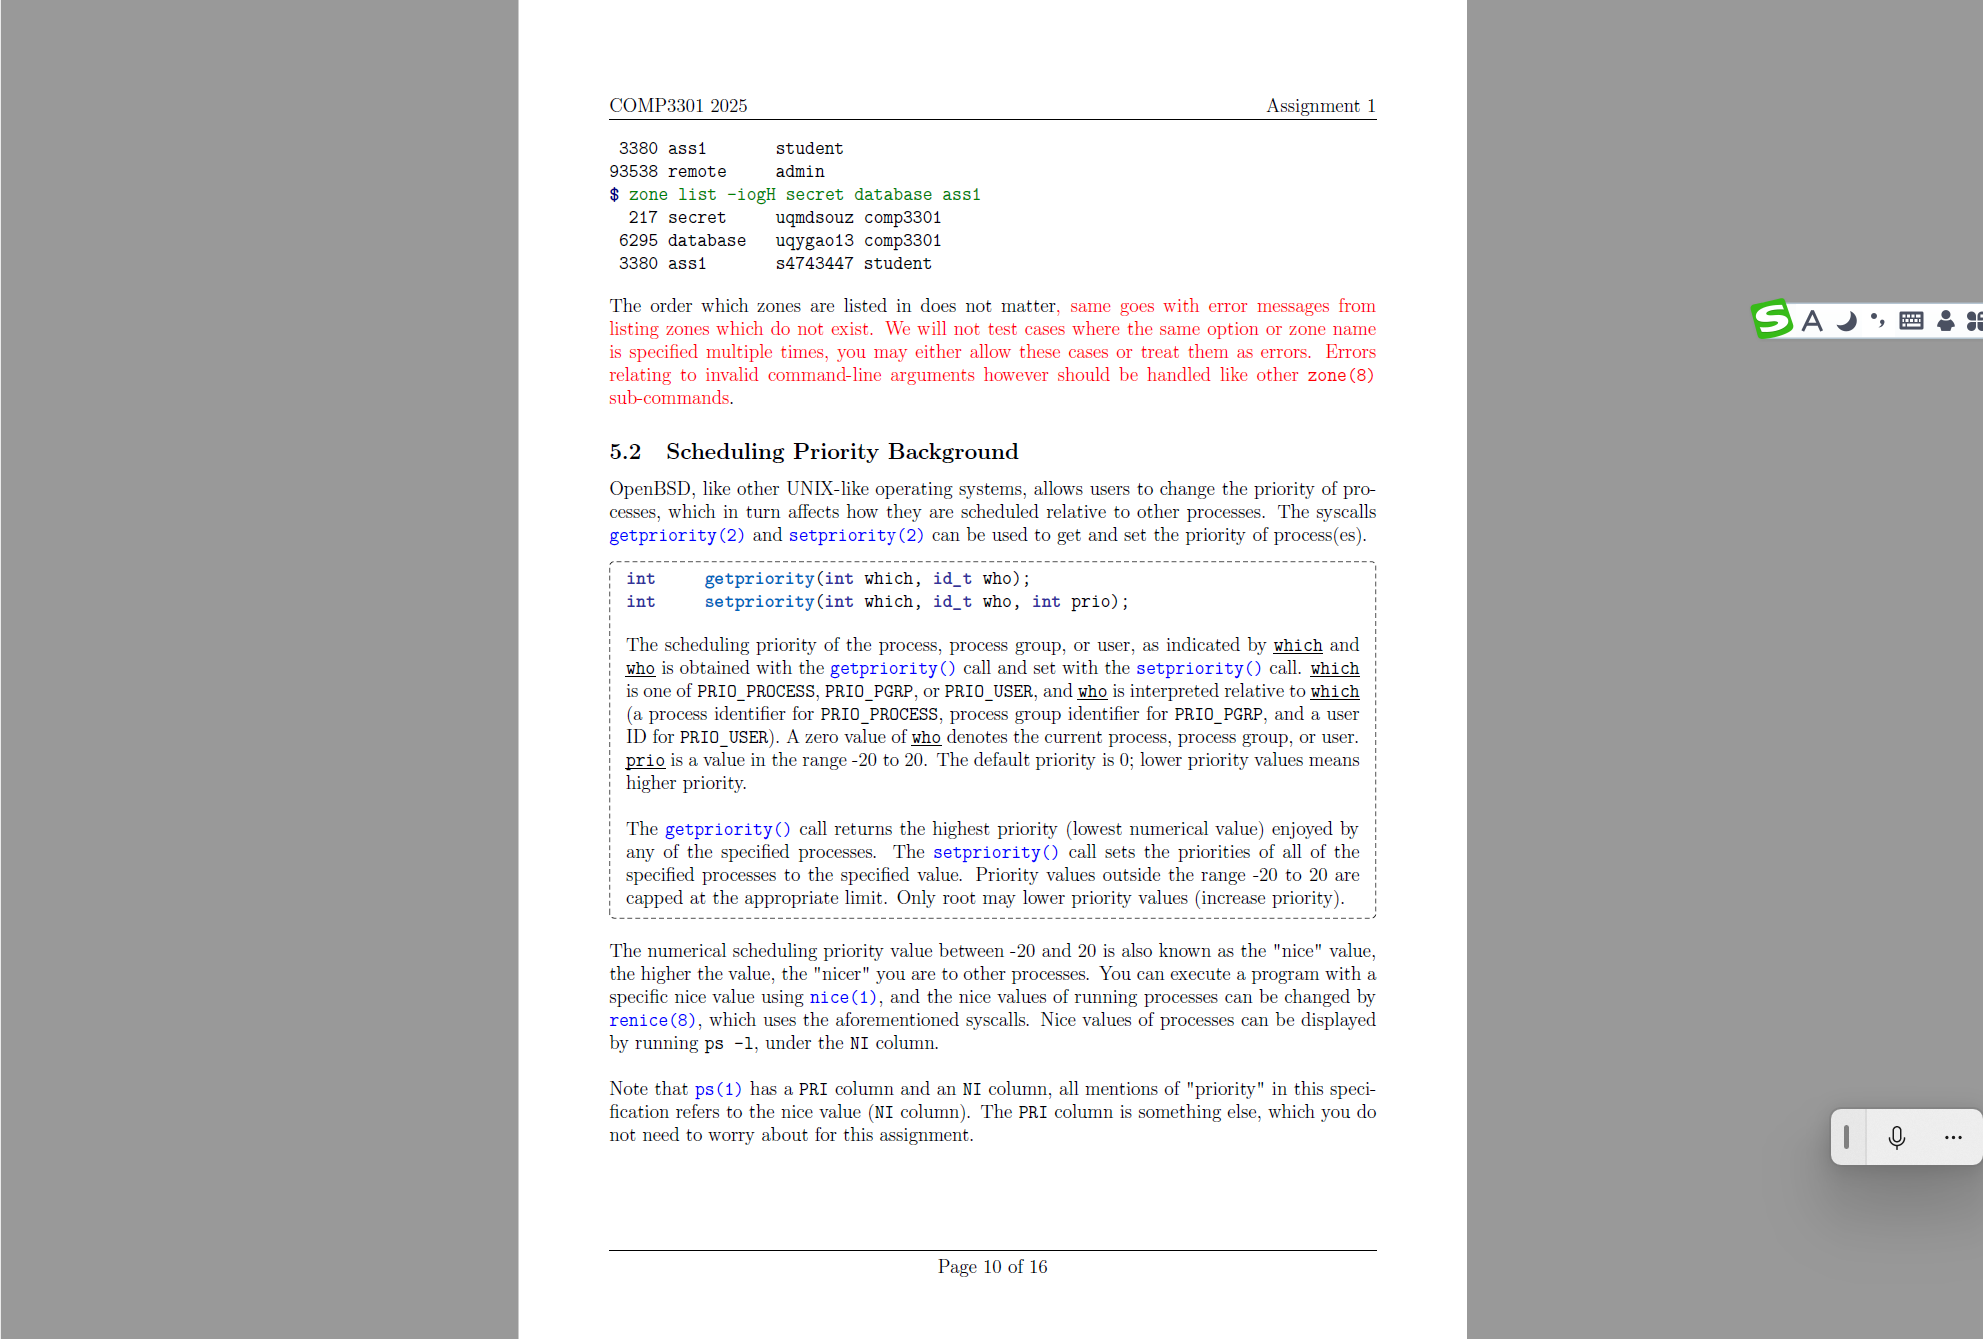 COMP3301 2025 Assignment 1
3380 ass1 student
93538 remote admin
$ zone list -iogH secret database ass1
217 secret uqmdsouz comp3301
6295 database uqygao13 comp3301
3380 ass1 s4743447 student
The order which zones are listed in does not matter, same goes with error messages from
listing zones which do not exist. We will not test cases where the same option or zone name
is specified multiple times, you may either allow these cases or treat them as errors. Errors
relating to invalid command-line arguments however should be handled like other zone(8)
sub-commands.
5.2 Scheduling Priority Background
OpenBSD, like other UNIX-like operating systems, allows users to change the priority of pro-
cesses, which in turn affects how they are scheduled relative to other processes. The syscalls
getpriority(2) and setpriority(2) can be used to get and set the priority of process(es).
int getpriority(int which, id_t who);
int setpriority(int which, id_t who, int prio);
The scheduling priority of the process, process group, or user, as indicated by which and
who is obtained with the getpriority() call and set with the setpriority() call. which
is one of PRIO_PROCESS, PRIO_PGRP, or PRIO_USER, and who is interpreted relative to which
(a process identifier for PRIO_PROCESS, process group identifier for PRIO_PGRP, and a user
ID for PRIO_USER). A zero value of who denotes the current process, process group, or user.
prio is a value in the range -20 to 20. The default priority is 0; lower priority values means
higher priority.
The getpriority() call returns the highest priority (lowest numerical value) enjoyed by
any of the specified processes. The setpriority() call sets the priorities of all of the
specified processes to the specified value. Priority values outside the range -20 to 20 are
capped at the appropriate limit. Only root may lower priority values (increase priority).
The numerical scheduling priority value between -20 and 20 is also known as the "nice" value,
the higher the value, the "nicer" you are to other processes. You can execute a program with a
specific nice value using nice(1), and the nice values of running processes can be changed by
renice(8), which uses the aforementioned syscalls. Nice values of processes can be displayed
by running ps -l, under the NI column.
Note that ps(1) has a PRI column and an NI column, all mentions of "priority" in this speci-
fication refers to the nice value (NI column). The PRI column is something else, which you do
not need to worry about for this assignment.
Page 10 of 16
S A